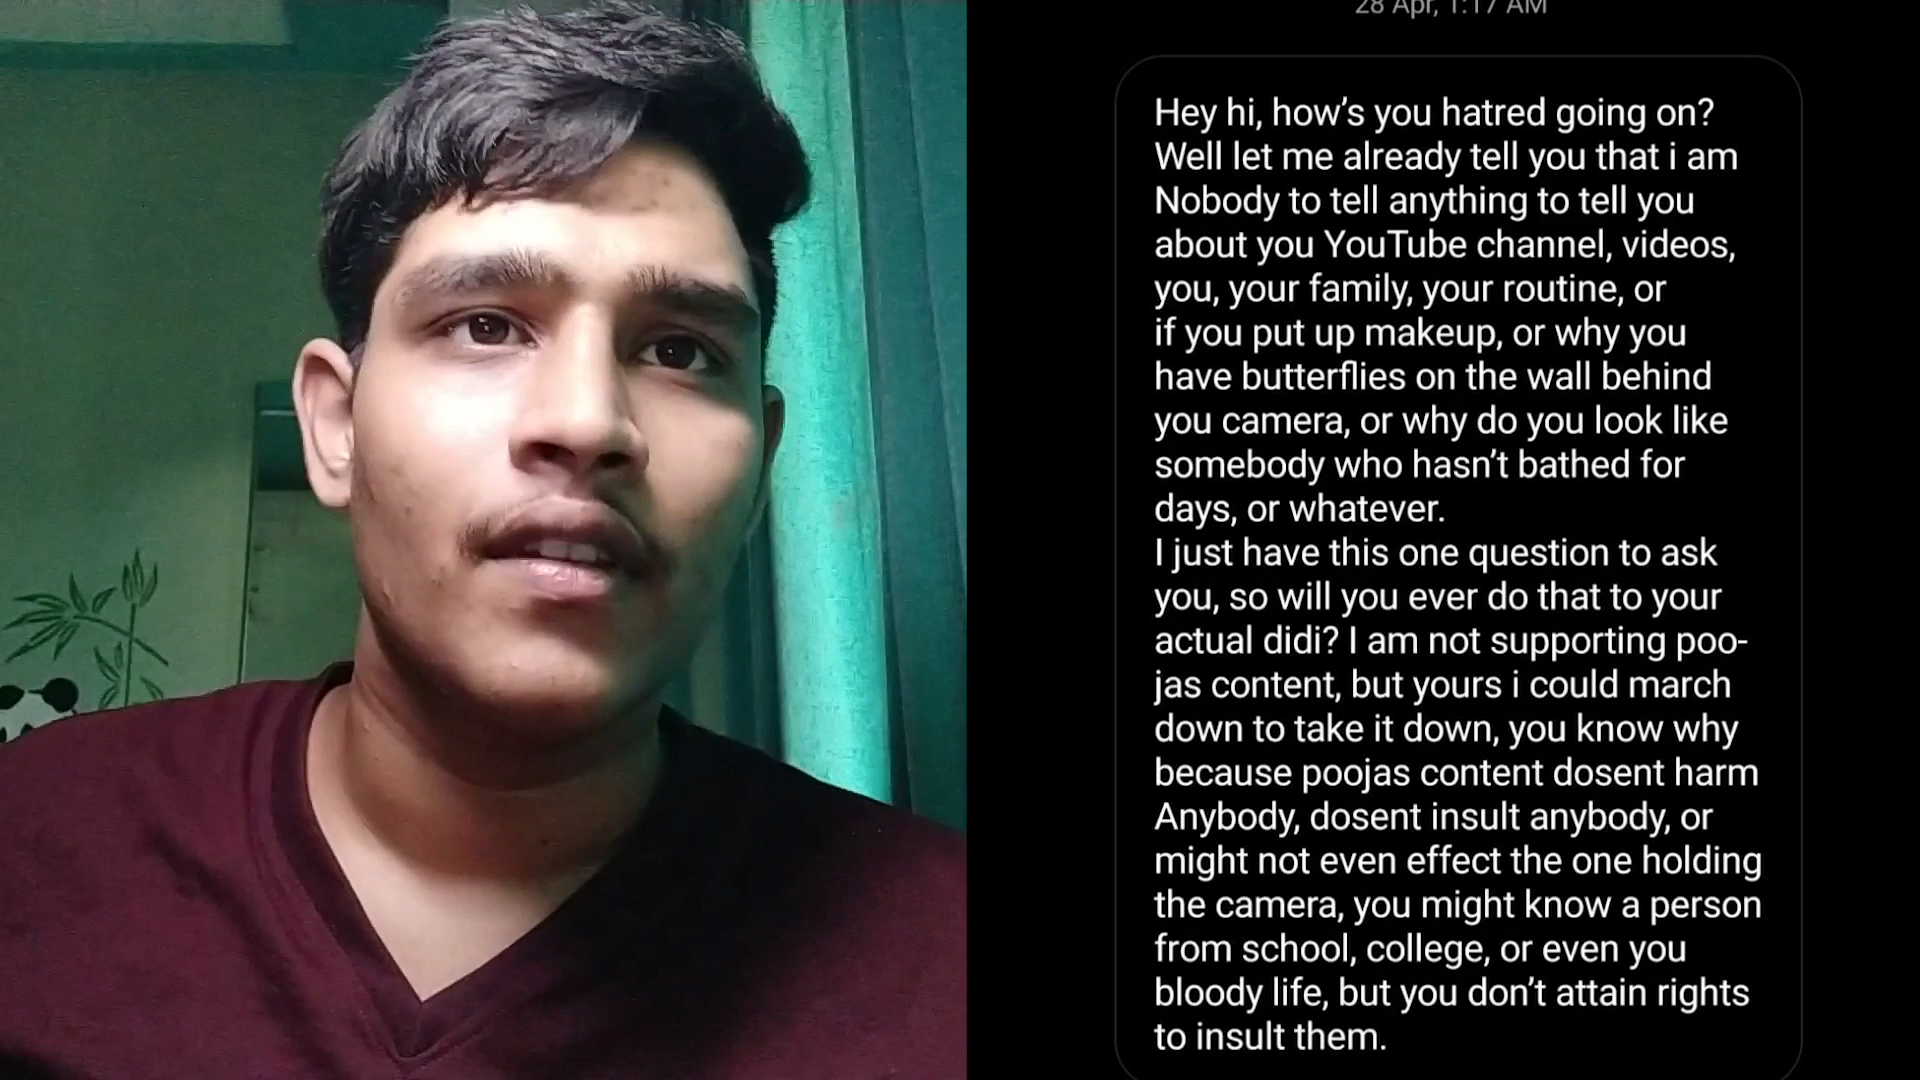 28 Apr, 1:17 AM
Hey hi, how’s you hatred going on?
Well let me already tell you that i am
Nobody to tell anything to tell you
about you YouTube channel, videos,
you, your family, your routine, or
if you put up makeup, or why you
have butterflies on the wall behind
you camera, or why do you look like
somebody who hasn’t bathed for
days, or whatever.
I just have this one question to ask
you, so will you ever do that to your
actual didi? I am not supporting poo-
jas content, but yours i could march
down to take it down, you know why
because poojas content dosent harm
Anybody, dosent insult anybody, or
might not even effect the one holding
the camera, you might know a person
from school, college, or even you
bloody life, but you don’t attain rights
to insult them.